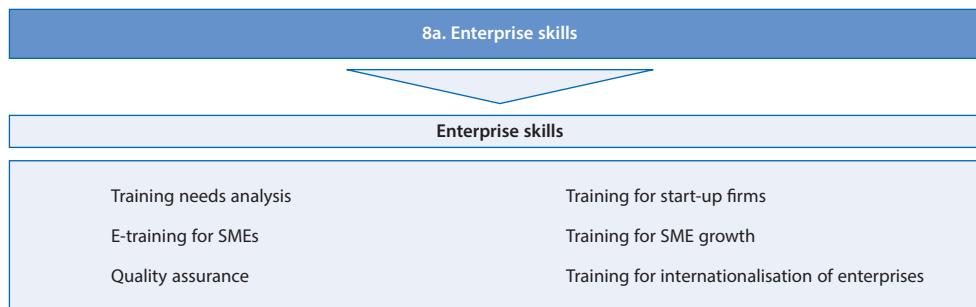 8a. Enterprise skills
Enterprise skills
Training needs analysis
E-training for SMEs
Quality assurance
Training for start-up firms
Training for SME growth
Training for internationalisation of enterprises